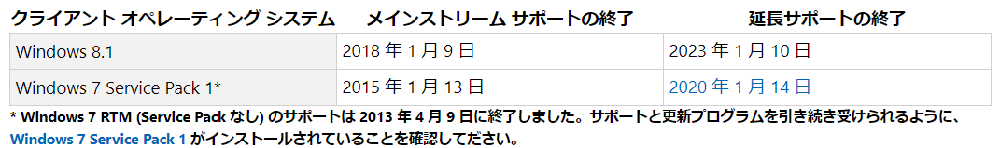 クライアント オペレーティング システム メインストリーム サポートの終了 延長サポートの終了
Windows 8.1 2018 年 1 月 9 日 2023 年 1 月 10 日
Windows 7 Service Pack 1* 2015 年 1 月 13 日 2020 年 1 月 14 日
* Windows 7 RTM (Service Pack なし) のサポートは 2013 年 4 月 9 日に終了しました。サポートと更新プログラムを引き続き受けられるように、
Windows 7 Service Pack 1 がインストールされていることを確認してださい。